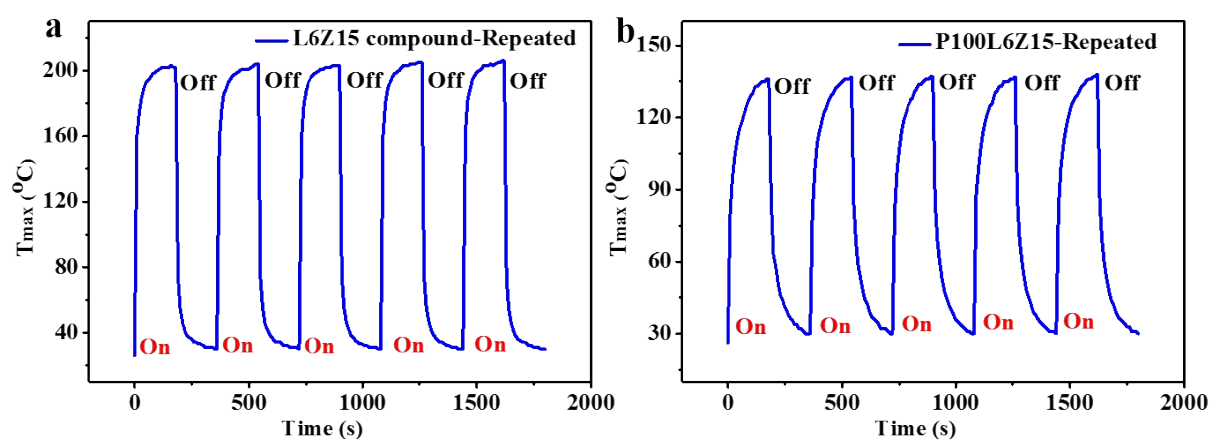 a
L6Z15 compound-Repeated
200
160
120
80
40
Off Off Off Off Off
On On On On On
0 500 1000 1500 2000
Time (s)
Tmax (°C)
b
P100L6Z15-Repeated
150
120
90
60
30
Off Off Off Off Off
On On On On On
0 500 1000 1500 2000
Time (s)
Tmax (°C)